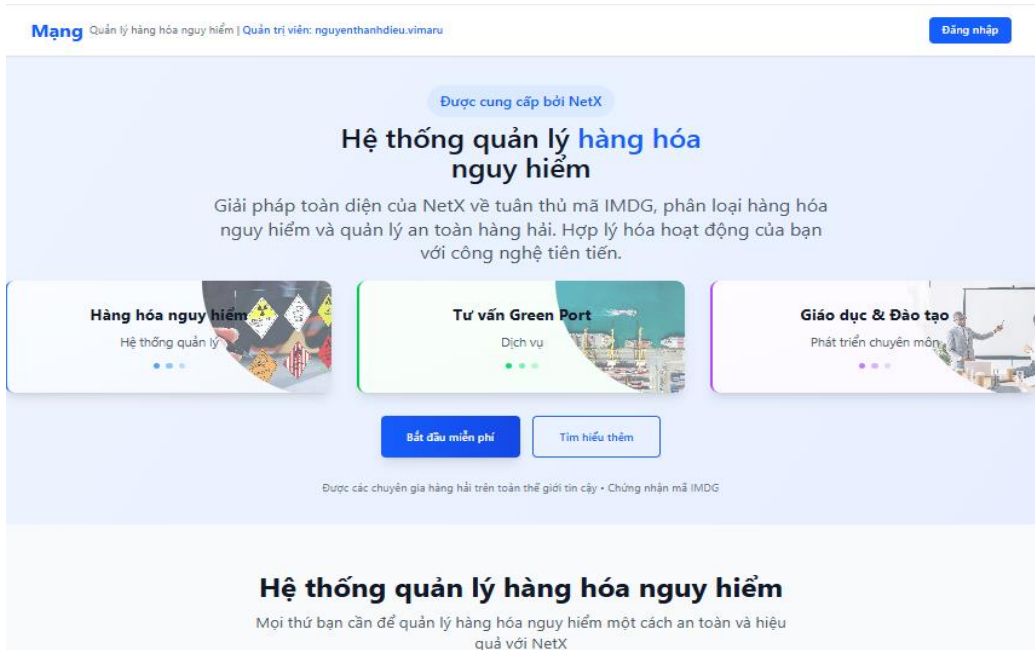 Mạng Quản lý hàng hóa nguy hiểm | Quản trị viên: nguyenthanhdieu.vimaru
Đăng nhập
Được cung cấp bởi NetX
Hệ thống quản lý hàng hóa
nguy hiểm
Giải pháp toàn diện của NetX về tuân thủ mã IMDG, phân loại hàng hóa
nguy hiểm và quản lý an toàn hàng hải. Hợp lý hóa hoạt động của bạn
với công nghệ tiên tiến.
Hàng hóa nguy hiểm
Hệ thống quản lý
Tư vấn Green Port
Dịch vụ
Giáo dục & Đào tạo
Phát triển chuyên môn
Bắt đầu miễn phí
Tìm hiểu thêm
Được các chuyên gia hàng hải trên toàn thế giới tin cậy • Chứng nhận mã IMDG
Hệ thống quản lý hàng hóa nguy hiểm
Mọi thứ bạn cần để quản lý hàng hóa nguy hiểm một cách an toàn và hiệu
quả với NetX